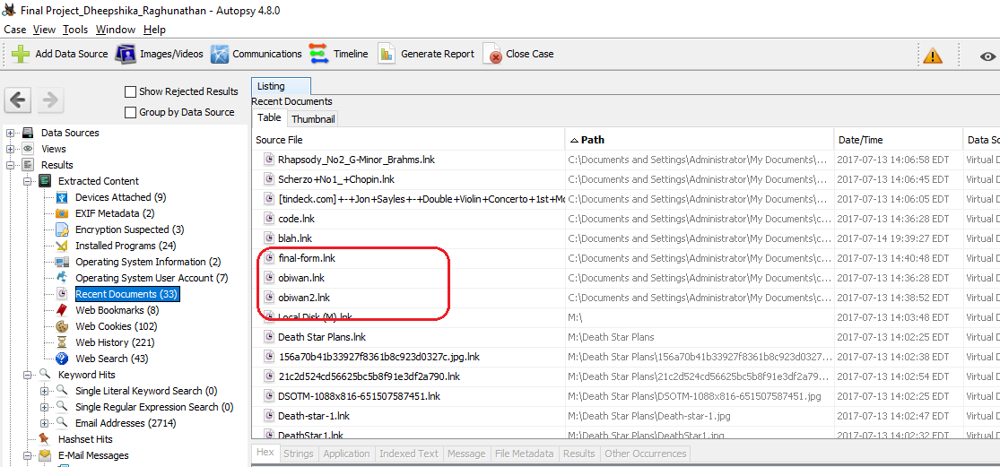 Final Project_Dheepshika_Raghunathan - Autopsy 4.8.0
Case View Tools Window Help
Add Data Source Images/Videos Communications Timeline Generate Report Close Case
Show Rejected Results
Group by Data Source
Data Sources
Views
Results
Extracted Content
Devices Attached (9)
EXIF Metadata (2)
Encryption Suspected (3)
Installed Programs (24)
Operating System Information (2)
Operating System User Account (7)
Recent Documents (33)
Web Bookmarks (8)
Web Cookies (102)
Web History (221)
Web Search (43)
Keyword Hits
Single Literal Keyword Search (0)
Single Regular Expression Search (0)
Email Addresses (2714)
Hashset Hits
E-Mail Messages
Listing
Recent Documents
Table Thumbnail
Source File Path Date/Time Data So
Rhapsody_No2_G-Minor_Brahms.lnk C:\Documents and Settings\Administrator\My Documents\... 2017-07-13 14:06:58 EDT Virtual D
Scherzo+No1_+Chopin.lnk C:\Documents and Settings\Administrator\My Documents\... 2017-07-13 14:06:45 EDT Virtual D
[tindeck.com]+-+Jon+Sayles+-+Double+Violin+Concerto+1st+Mo C:\Documents and Settings\Administrator\My Documents\... 2017-07-13 14:06:05 EDT Virtual D
code.lnk C:\Documents and Settings\Administrator\My Documents\c... 2017-07-13 14:36:28 EDT Virtual D
blah.lnk C:\Documents and Settings\Administrator\My Documents\c... 2017-07-14 19:39:27 EDT Virtual D
final-form.lnk C:\Documents and Settings\Administrator\My Documents\c... 2017-07-13 14:40:48 EDT Virtual D
obiwan.lnk C:\Documents and Settings\Administrator\My Documents\c... 2017-07-13 14:36:28 EDT Virtual D
obiwan2.lnk C:\Documents and Settings\Administrator\My Documents\c... 2017-07-13 14:38:52 EDT Virtual D
Local Disk (M).lnk M:\ 2017-07-13 14:03:48 EDT Virtual D
Death Star Plans.lnk M:\Death Star Plans 2017-07-13 14:02:25 EDT Virtual D
156a70b41b33927f8361b8c923d0327c.jpg.lnk M:\Death Star Plans\156a70b41b33927f8361b8c923d0327... 2017-07-13 14:02:38 EDT Virtual D
21c2d524cd56625bc5b8f91e3df2a790.lnk M:\Death Star Plans\21c2d524cd56625bc5b8f91e3df2a790.... 2017-07-13 14:02:54 EDT Virtual D
DSOTM-1088x816-651507587451.lnk M:\Death Star Plans\DSOTM-1088x816-651507587451.jpg 2017-07-13 14:02:25 EDT Virtual D
Death-star-1.lnk M:\Death Star Plans\Death-star-1.jpg 2017-07-13 14:02:47 EDT Virtual D
DeathStar1.lnk M:\Death Star Plans\DeathStar1.jpg 2017-07-13 14:02:32 EDT Virtual D
Hex Strings Application Indexed Text Message File Metadata Results Other Occurrences